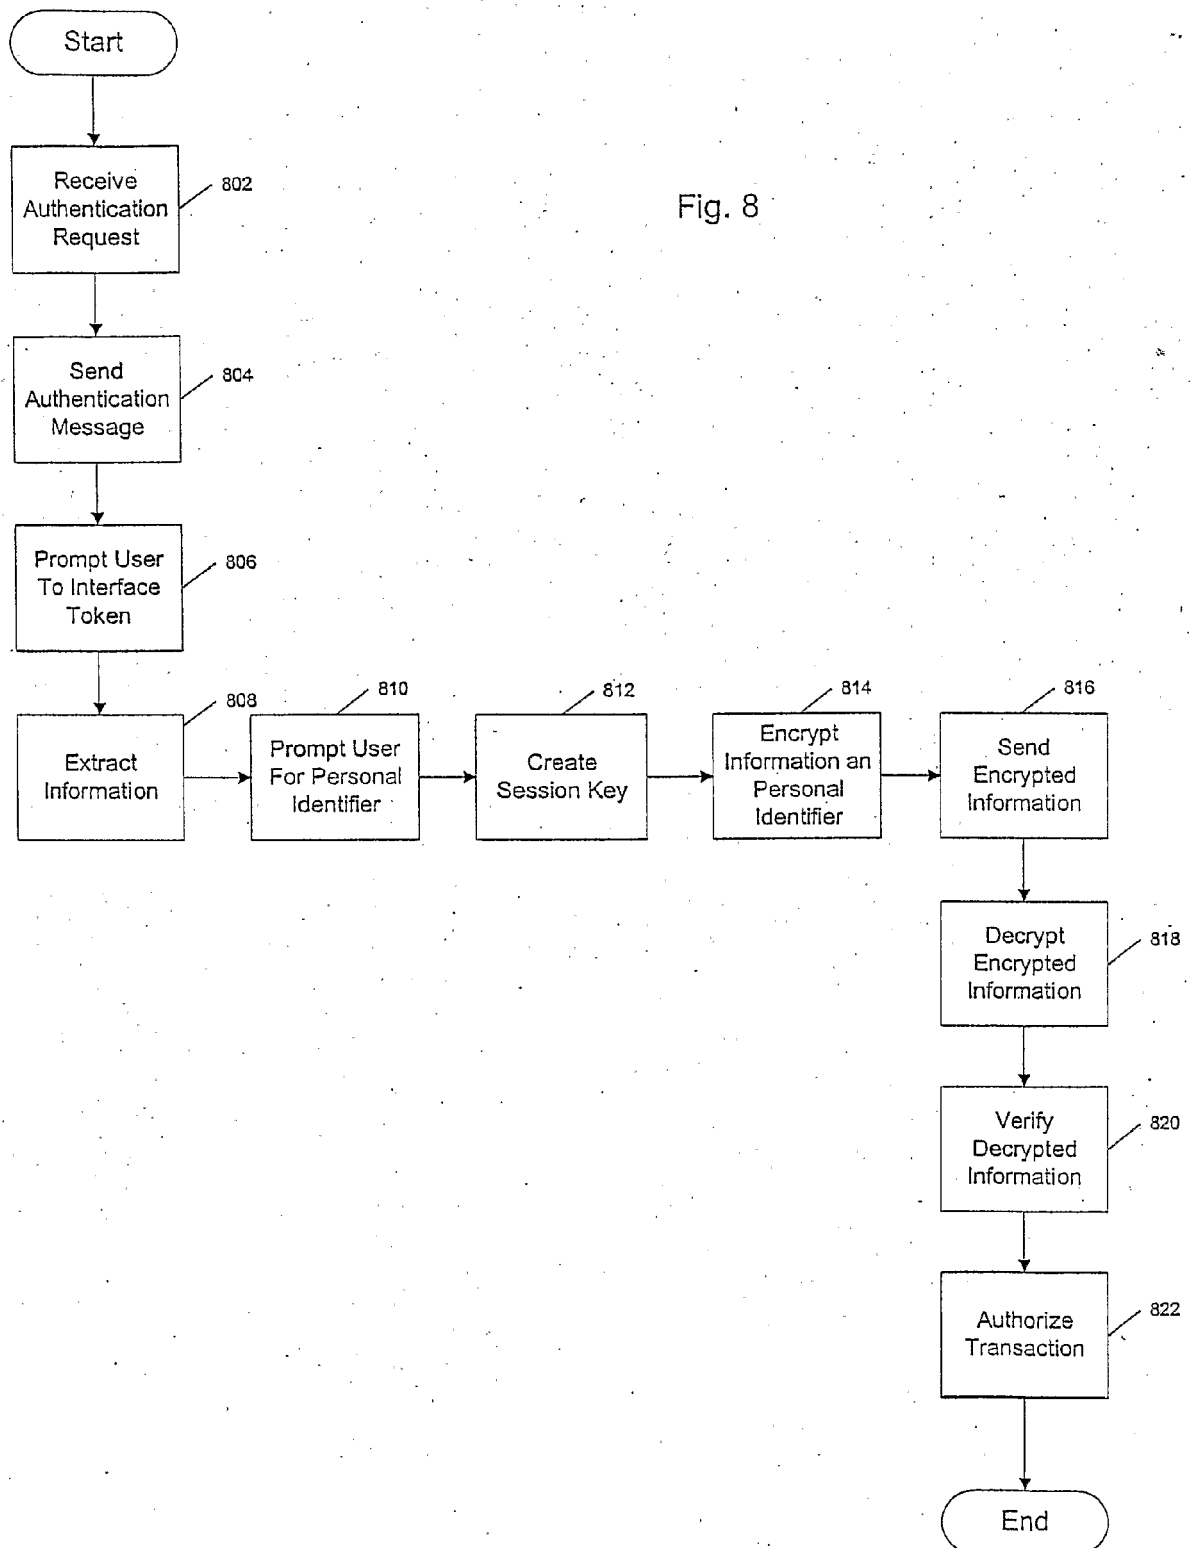 Start
Receive
Authentication
Request
802
Fig. 8
Send
Authentication
Message
804
Prompt User
To Interface
Token
806
Extract
Information
808
Prompt User
For Personal
Identifier
810
Create
Session Key
812
Encrypt
Information an
Personal
Identifier
814
Send
Encrypted
Information
816
Decrypt
Encrypted
Information
818
Verify
Decrypted
Information
820
Authorize
Transaction
822
End